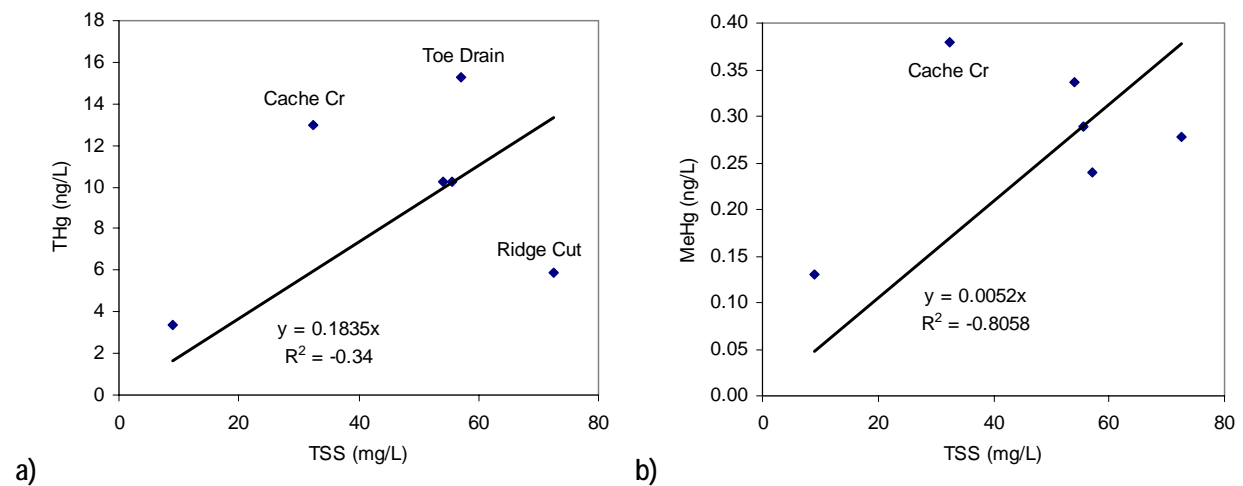 18
16
14
12
10
8
6
4
2
0
THg (ng/L)
Toe Drain
Cache Cr
Ridge Cut
y = 0.1835x
R² = -0.34
0 20 40 60 80
TSS (mg/L)
a)
0.40
0.35
0.30
0.25
0.20
0.15
0.10
0.05
0.00
MeHg (ng/L)
Cache Cr
y = 0.0052x
R² = -0.8058
0 20 40 60 80
TSS (mg/L)
b)